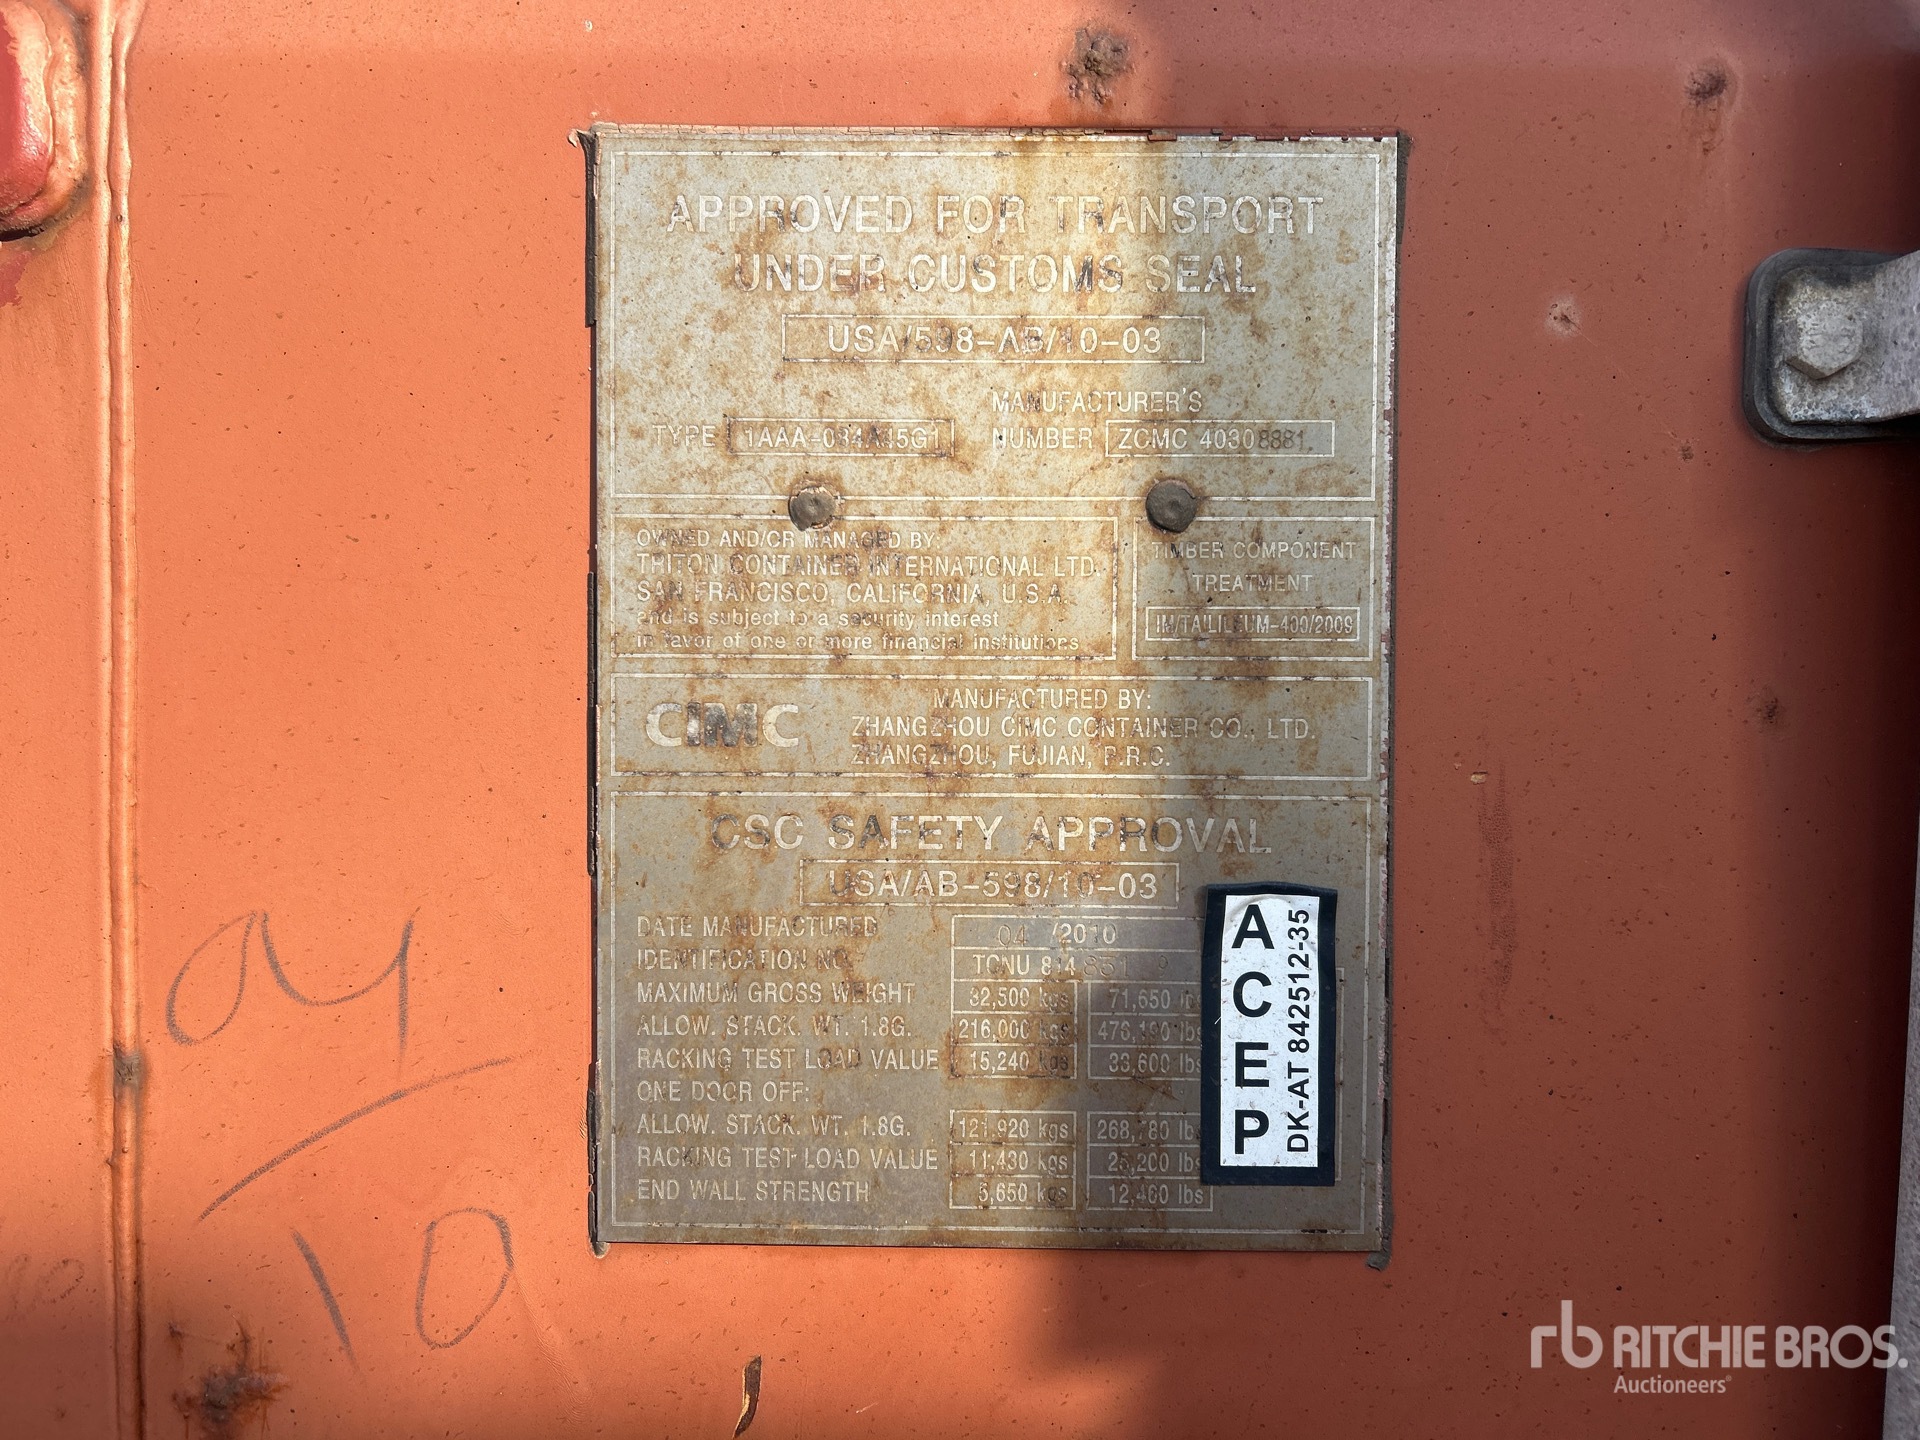 APPROVED FOR TRANSPORT
UNDER CUSTOMS SEAL
USA/598-AB/10-03
MANUFACTURER'S
TYPE 1AAA-034A45G1 NUMBER ZCMC 40308881
OWNED AND/OR MANAGED BY:
TRITON CONTAINER INTERNATIONAL LTD.
SAN FRANCISCO, CALIFORNIA, U.S.A.
and is subject to a security interest
in favor of one or more financial institutions
TIMBER COMPONENT
TREATMENT
CIMC
MANUFACTURED BY:
ZHANGZHOU CIMC CONTAINER CO., LTD.
ZHANGZHOU, FUJIAN, P.R.C.
CSC SAFETY APPROVAL
USA/AB-598/10-03
DATE MANUFACTURED 04 /2010
IDENTIFICATION NO. TCNU 814
MAXIMUM GROSS WEIGHT 32,500 kgs 71,650 lbs
ALLOW. STACK. WT. 1.8G. 216,000 kgs 476,190 lbs
RACKING TEST LOAD VALUE 15,240 kgs 33,600 lbs
ONE DOOR OFF:
ALLOW. STACK. WT. 1.8G. 121,920 kgs 268,780 lbs
RACKING TEST LOAD VALUE 11,430 kgs 25,200 lbs
END WALL STRENGTH 5,650 kgs 12,460 lbs
ACEP
DK-AT 842512-35
04
10
rb RITCHIE BROS.
Auctioneers